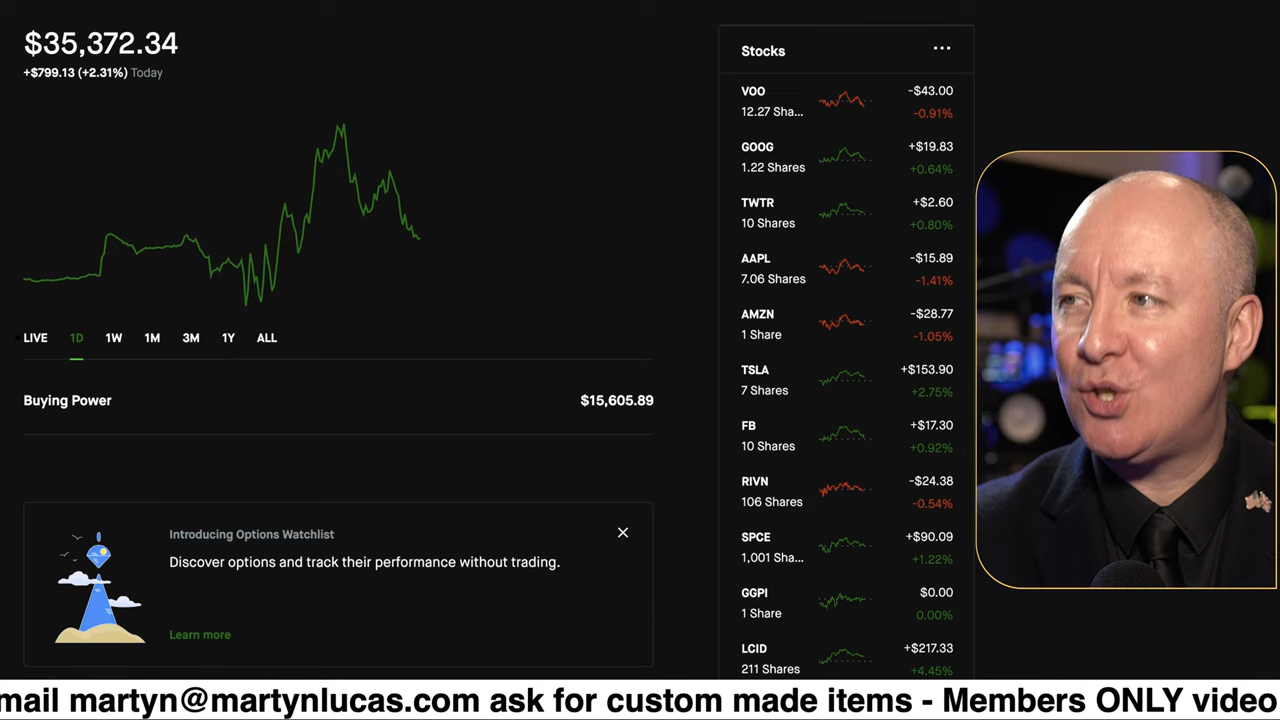 $35,372.34
+$799.13 (+2.31%) Today
LIVE 1D 1W 1M 3M 1Y ALL
Buying Power $15,605.89
Introducing Options Watchlist
Discover options and track their performance without trading.
Learn more
Stocks
VOO -$43.00
12.27 Sha... -0.91%
GOOG +$19.83
1.22 Shares +0.64%
TWTR +$2.60
10 Shares +0.80%
AAPL -$15.89
7.06 Shares -1.41%
AMZN -$28.77
1 Share -1.05%
TSLA +$153.90
7 Shares +2.75%
FB +$17.30
10 Shares +0.92%
RIVN -$24.38
106 Shares -0.54%
SPCE +$90.09
1,001 Sha... +1.22%
GGPI $0.00
1 Share 0.00%
LCID +$217.33
211 Shares +4.45%
mail martyn@martynlucas.com ask for custom made items - Members ONLY video